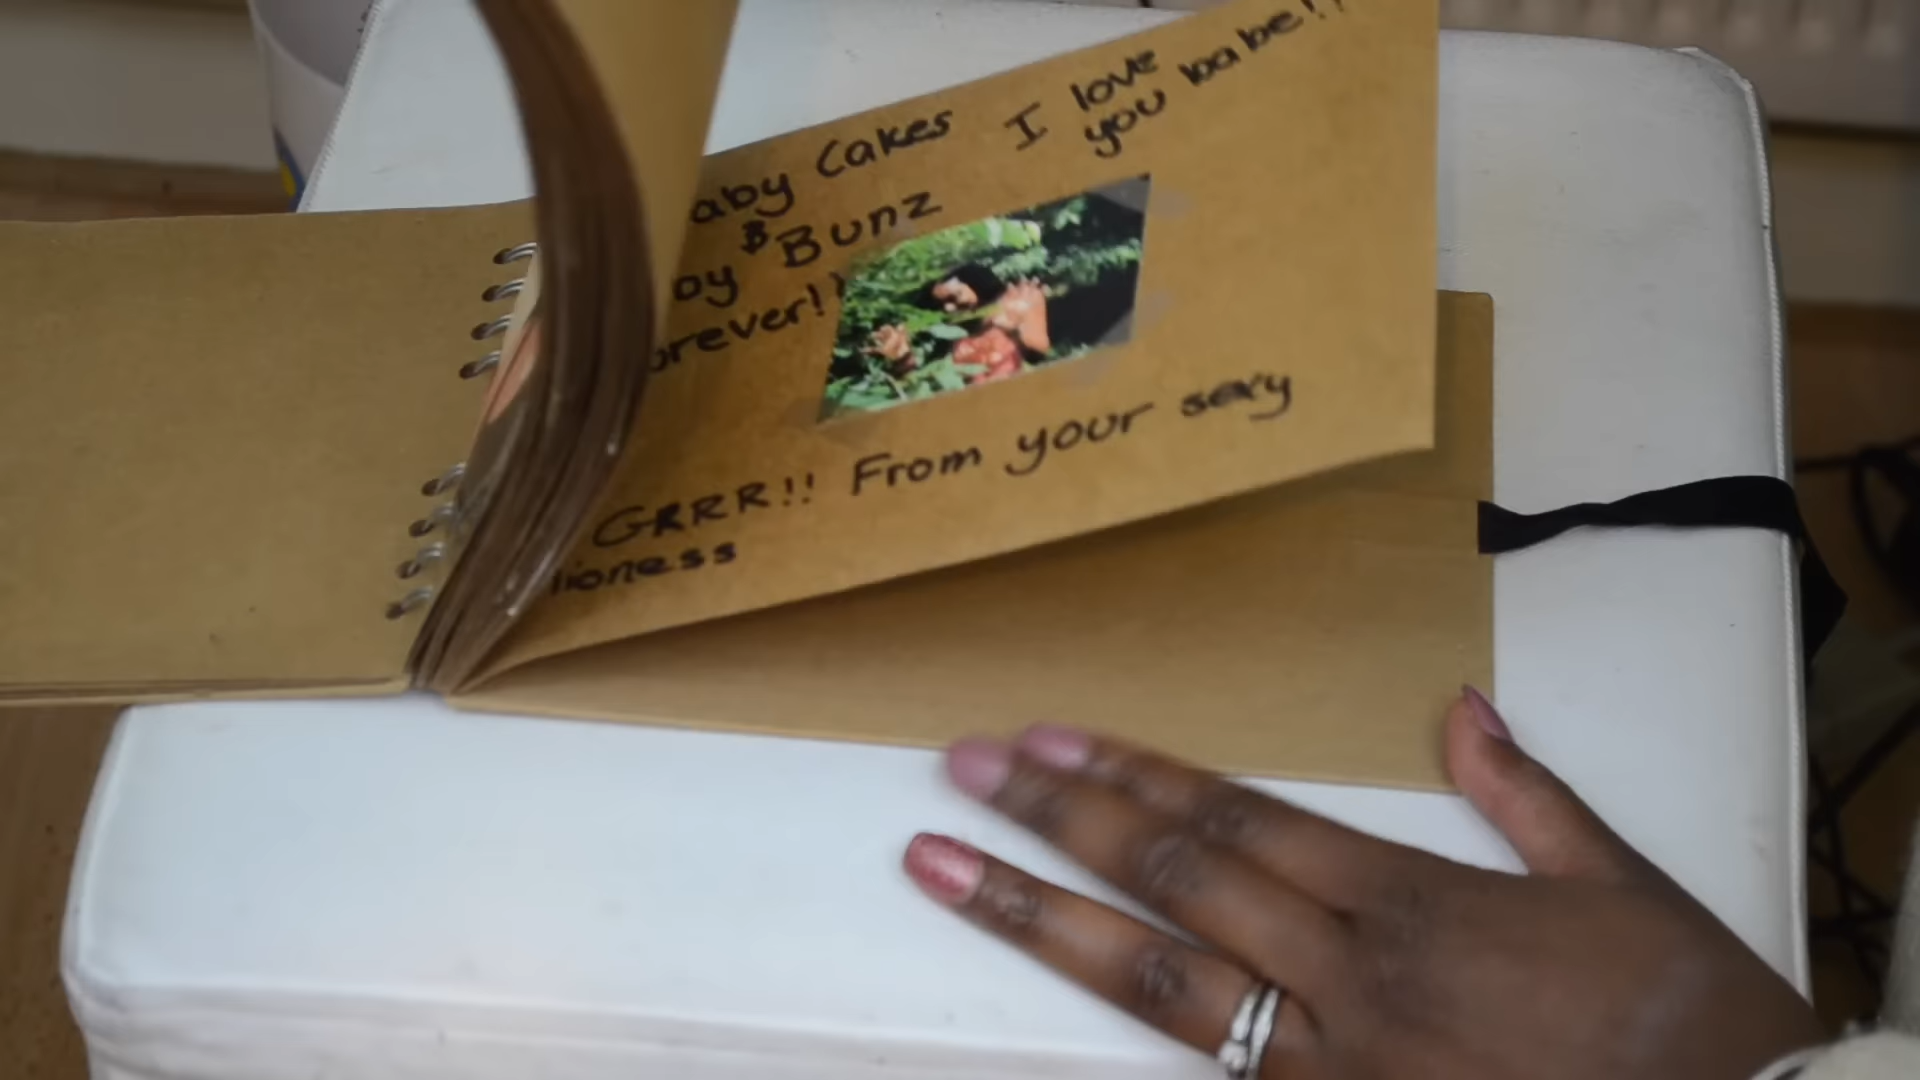 aby Cakes
& Bunz
oy
orever!!
I love
you babe!!
GRRR!! From your sexy
lioness